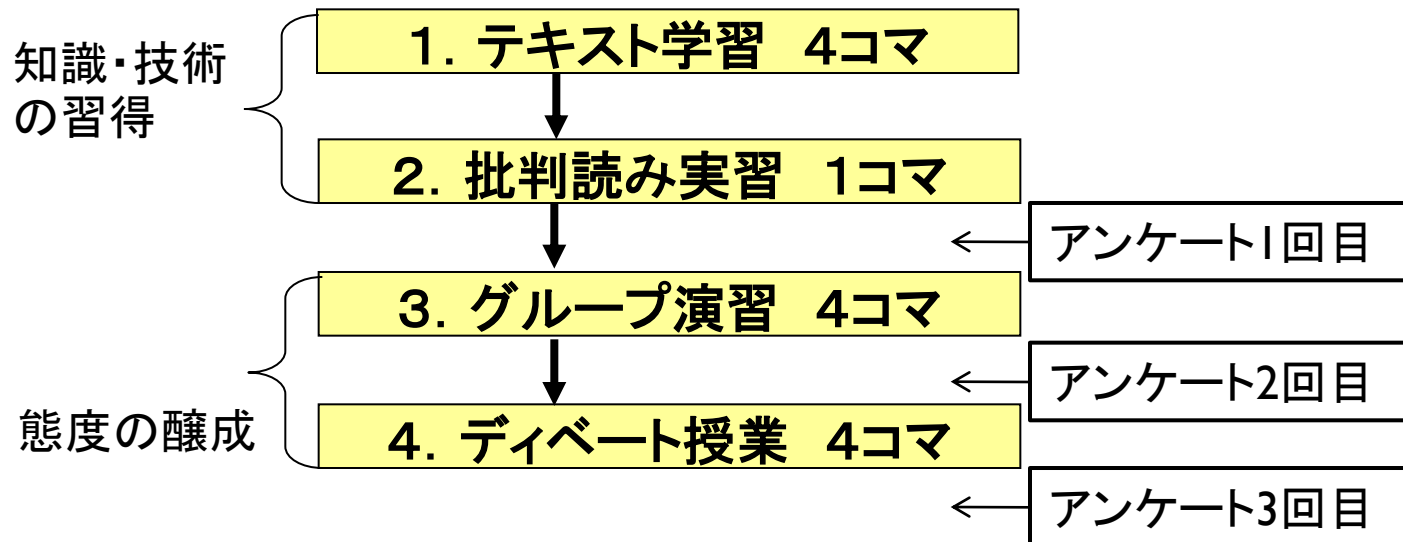 知識・技術
の習得
１．テキスト学習　４コマ
２．批判読み実習　１コマ
アンケート1回目
３．グループ演習　４コマ
アンケート2回目
態度の醸成
４．ディベート授業　４コマ
アンケート3回目